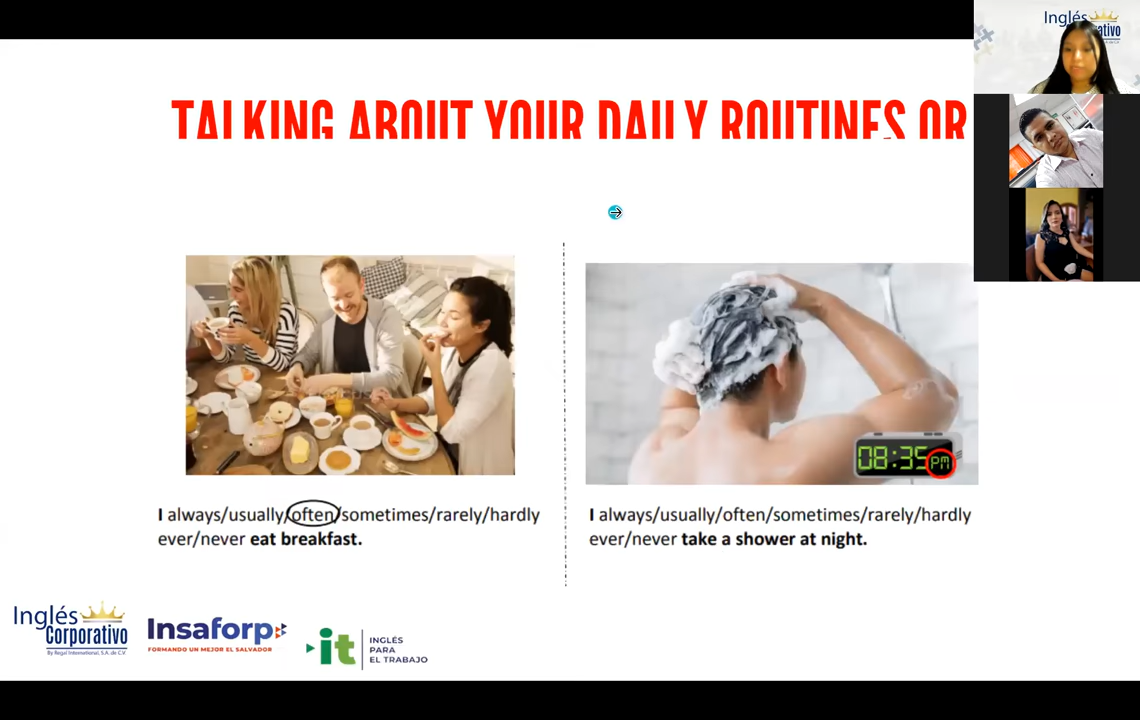 TALKING ABOUT YOUR DAILY ROUTINES OR
I always/usually/often/sometimes/rarely/hardly
ever/never eat breakfast.
08:35 PM
I always/usually/often/sometimes/rarely/hardly
ever/never take a shower at night.
Inglés
Corporativo
By Regal International, S.A. de C.V.
Insaforp
FORMANDO UN MEJOR EL SALVADOR
it
INGLÉS
PARA
EL TRABAJO
Inglés